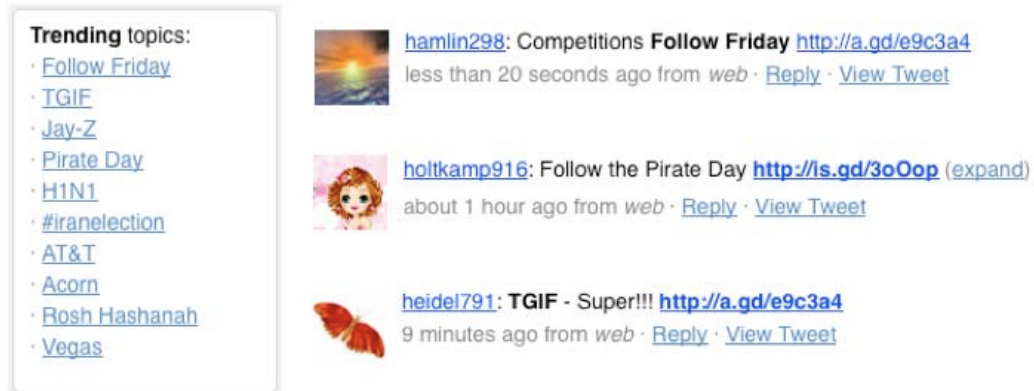 Trending topics:
· Follow Friday
· TGIF
· Jay-Z
· Pirate Day
· H1N1
· #iranelection
· AT&T
· Acorn
· Rosh Hashanah
· Vegas
hamlin298: Competitions Follow Friday http://a.gd/e9c3a4
less than 20 seconds ago from web · Reply · View Tweet
holtkamp916: Follow the Pirate Day http://is.gd/3oOop (expand)
about 1 hour ago from web · Reply · View Tweet
heidel791: TGIF - Super!!! http://a.gd/e9c3a4
9 minutes ago from web · Reply · View Tweet